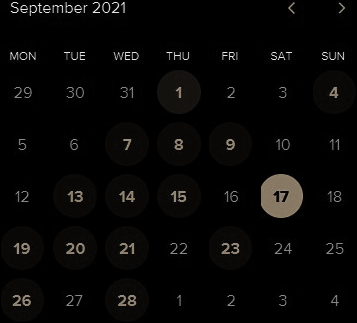 September 2021
MON TUE WED THU FRI SAT SUN
29 30 31 1 2 3 4
5 6 7 8 9 10 11
12 13 14 15 16 17 18
19 20 21 22 23 24 25
26 27 28 1 2 3 4